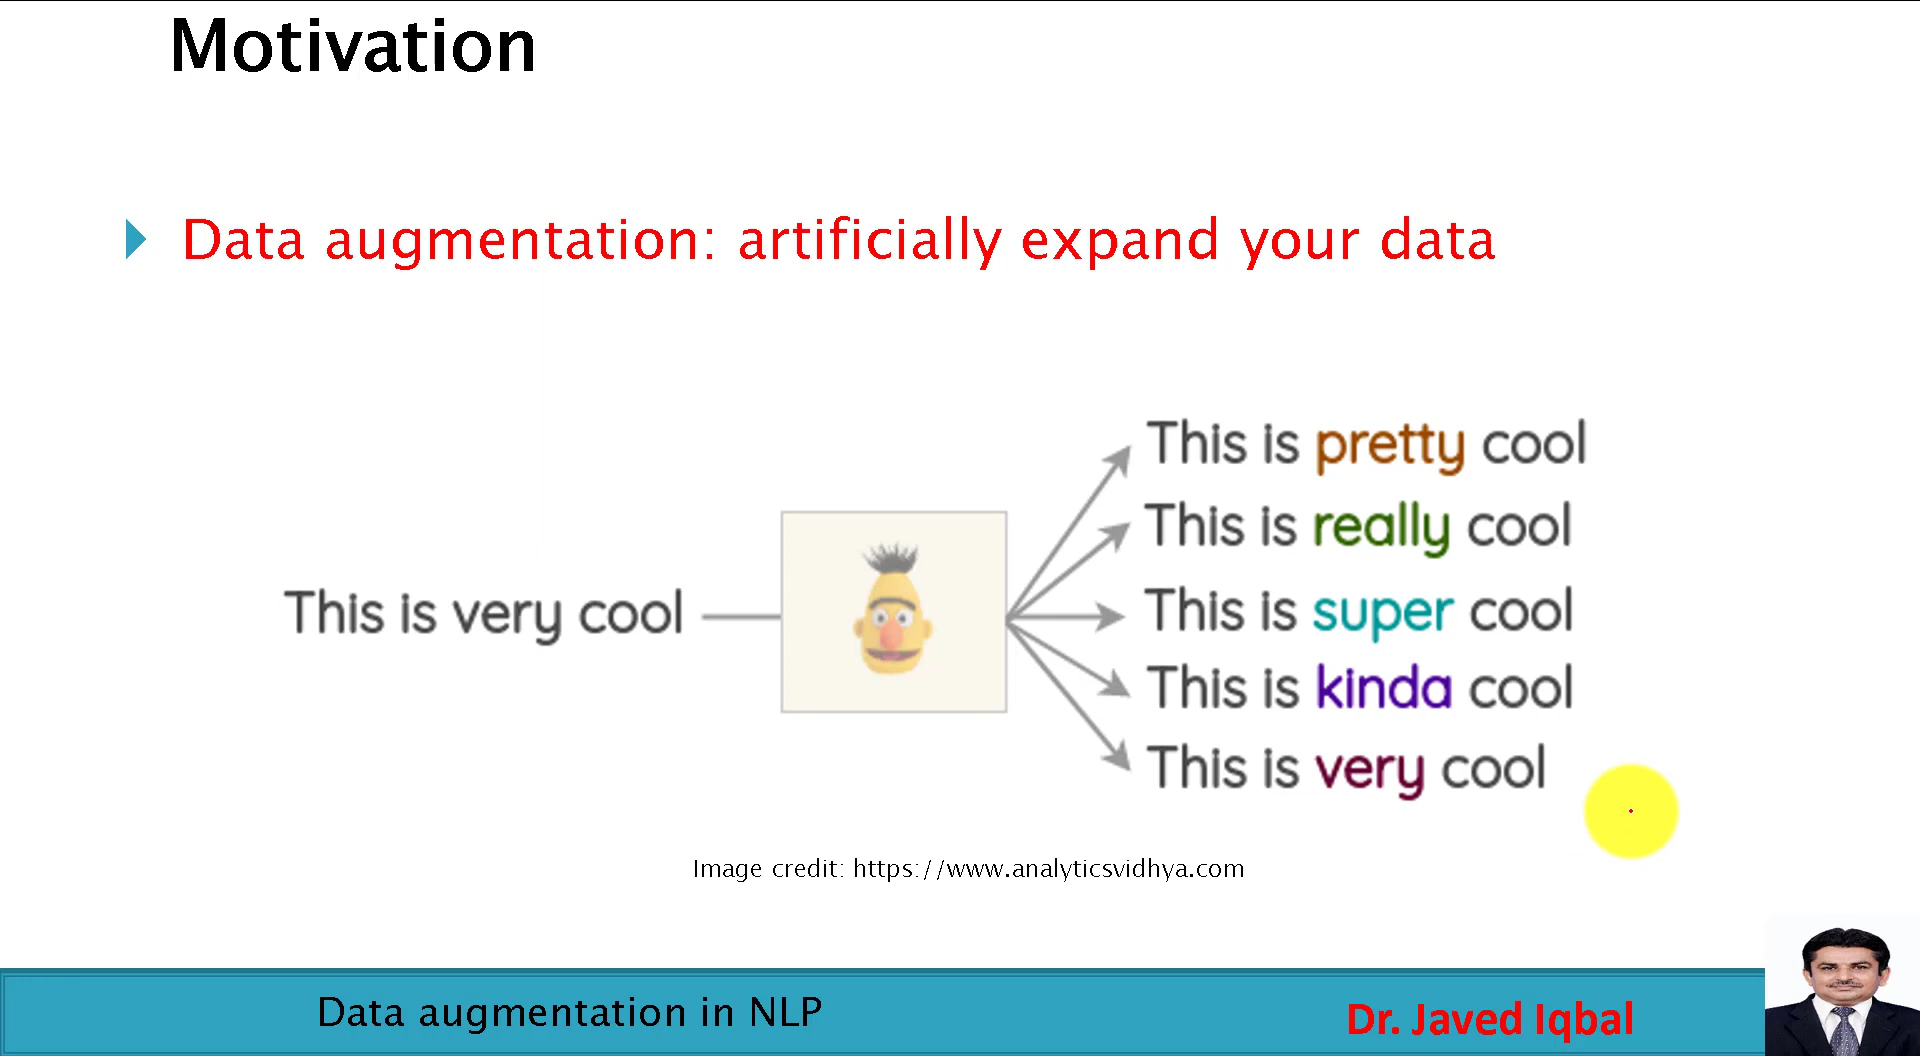 Motivation
Data augmentation: artificially expand your data
This is very cool
This is pretty cool
This is really cool
This is super cool
This is kinda cool
This is very cool
Image credit: https://www.analyticsvidhya.com
Data augmentation in NLP
Dr. Javed Iqbal